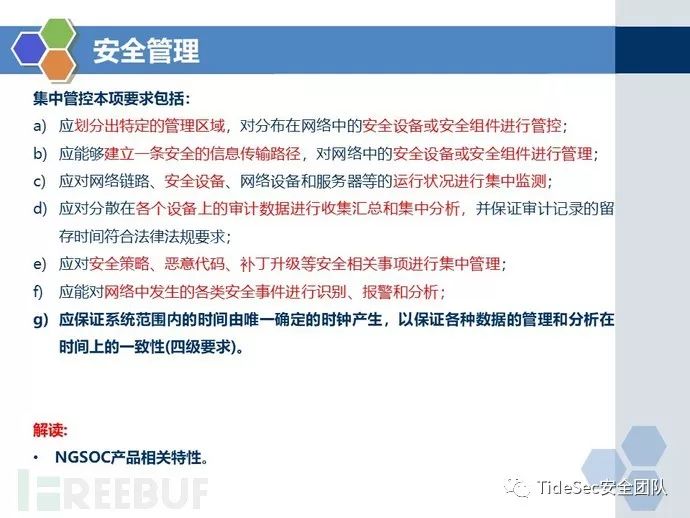 安全管理
集中管控本项要求包括：
a) 应划分出特定的管理区域，对分布在网络中的安全设备或安全组件进行管控；
b) 应能够建立一条安全的信息传输路径，对网络中的安全设备或安全组件进行管理；
c) 应对网络链路、安全设备、网络设备和服务器等的运行状况进行集中监测；
d) 应对分散在各个设备上的审计数据进行收集汇总和集中分析，并保证审计记录的留
存时间符合法律法规要求；
e) 应对安全策略、恶意代码、补丁升级等安全相关事项进行集中管理；
f) 应能对网络中发生的各类安全事件进行识别、报警和分析；
g) 应保证系统范围内的时间由唯一确定的时钟产生，以保证各种数据的管理和分析在
时间上的一致性(四级要求)。
解读:
• NGSOC产品相关特性。
FREEBUF
TideSec安全团队